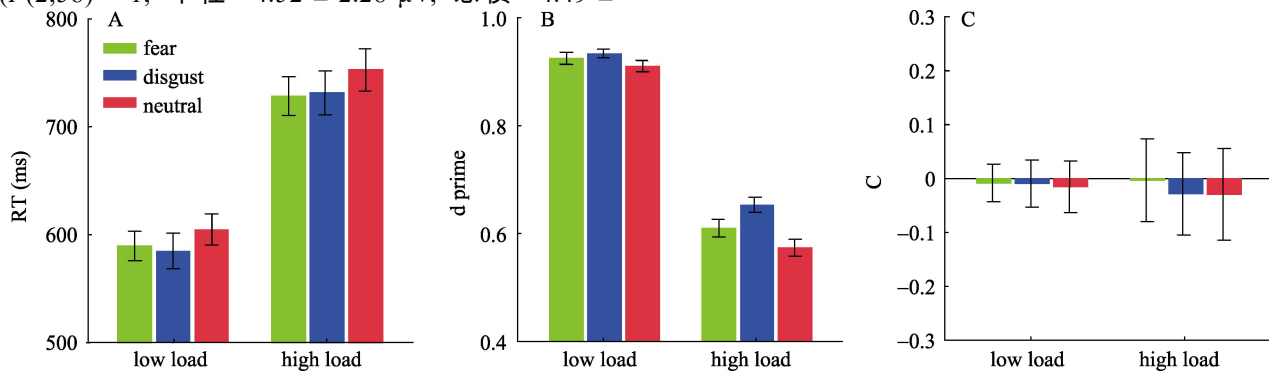 A
800
700
600
500
RT (ms)
fear
disgust
neutral
low load
high load
B
1.0
0.8
0.6
0.4
d prime
low load
high load
C
0.3
0.1
0
−0.1
−0.2
−0.3
C
low load
high load